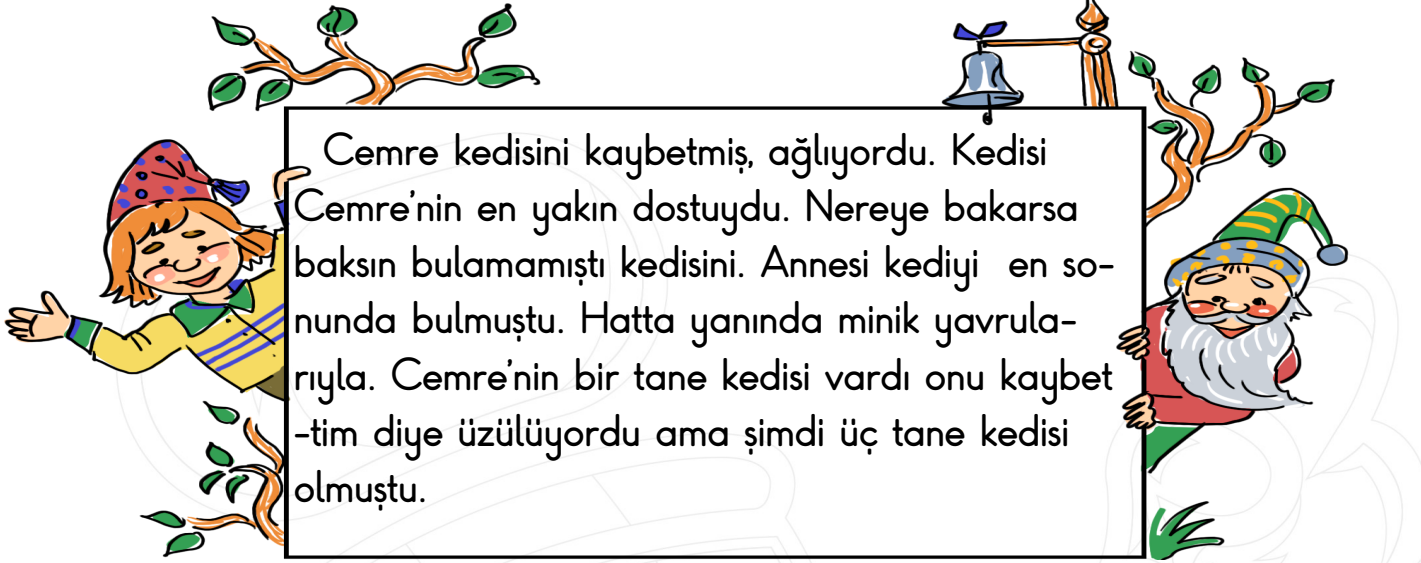 Cemre kedisini kaybetmiş, ağlıyordu. Kedisi
Cemre’nin en yakın dostuydu. Nereye bakarsa
baksın bulamamıştı kedisini. Annesi kediyi  en so-
nunda bulmuştu. Hatta yanında minik yavrula-
rıyla. Cemre’nin bir tane kedisi vardı onu kaybet
-tim diye üzülüyordu ama şimdi üç tane kedisi
olmuştu.